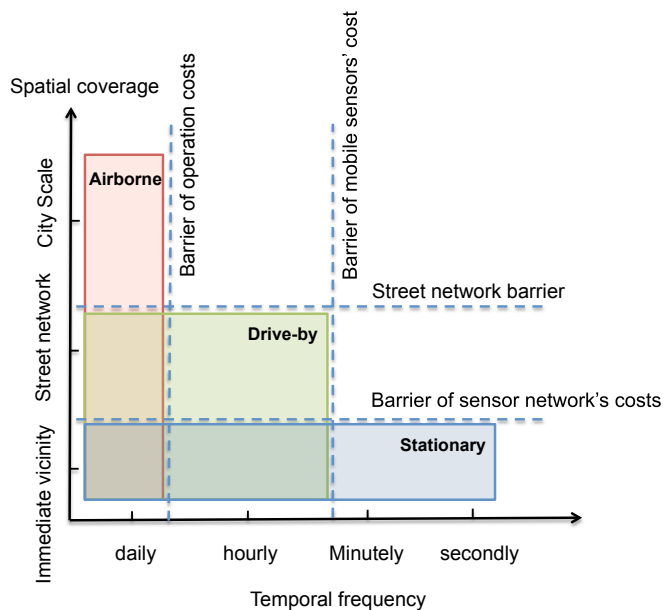 Spatial coverage
Barrier of operation costs
Barrier of mobile sensors' cost
City Scale
Airborne
Street network barrier
Street network
Drive-by
Barrier of sensor network's costs
Immediate vicinity
Stationary
daily
hourly
Minutely
secondly
Temporal frequency